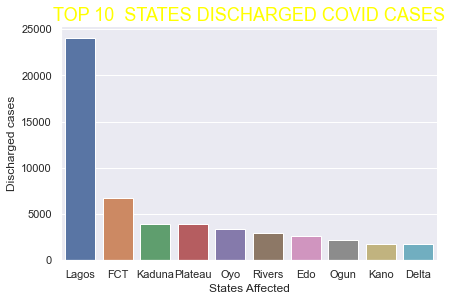 TOP 10  STATES DISCHARGED COVID CASES
25000
20000
15000
10000
5000
0
Discharged cases
Lagos FCT Kaduna Plateau Oyo Rivers Edo Ogun Kano Delta
States Affected